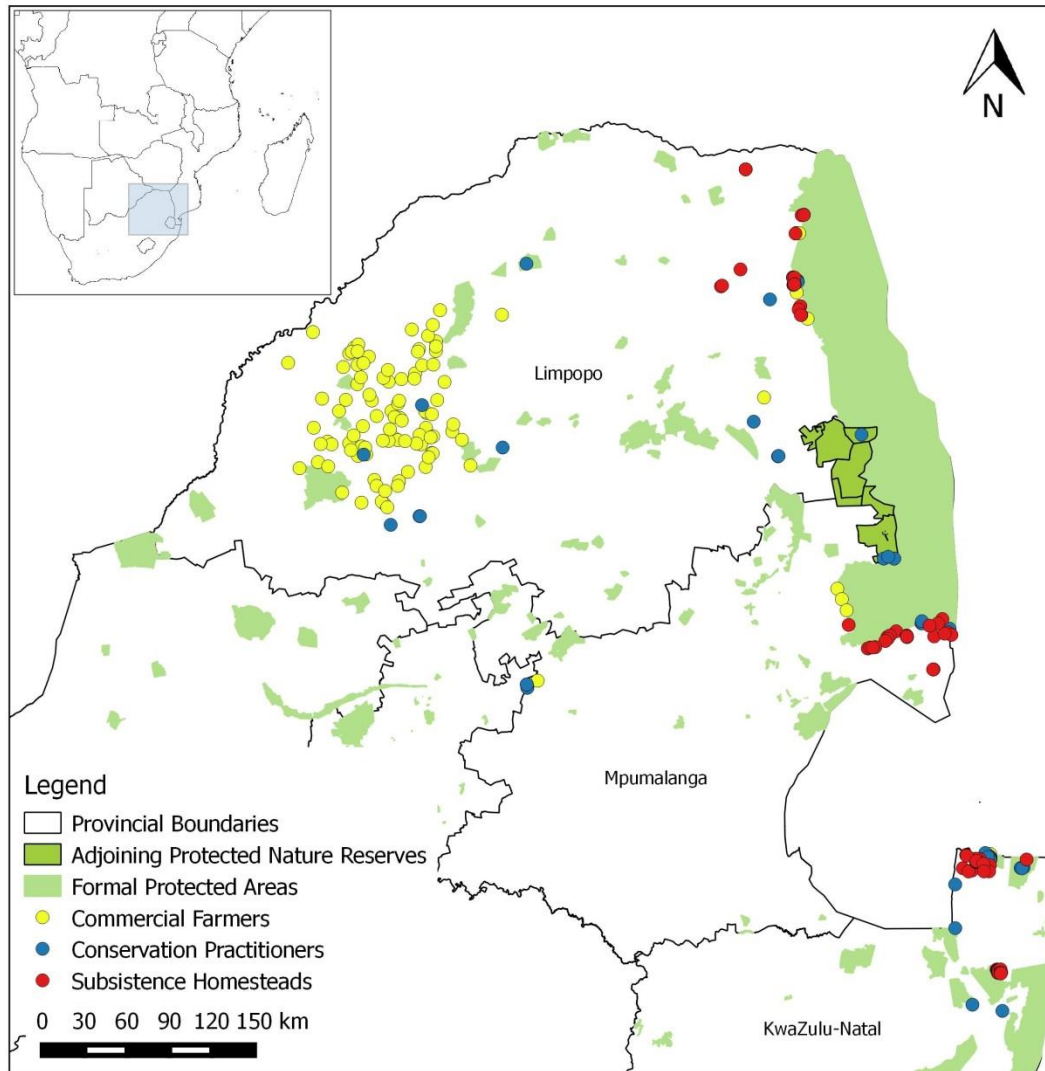 N
Limpopo
Mpumalanga
Legend
Provincial Boundaries
Adjoining Protected Nature Reserves
Formal Protected Areas
Commercial Farmers
Conservation Practitioners
Subsistence Homesteads
0 30 60 90 120 150 km
KwaZulu-Natal